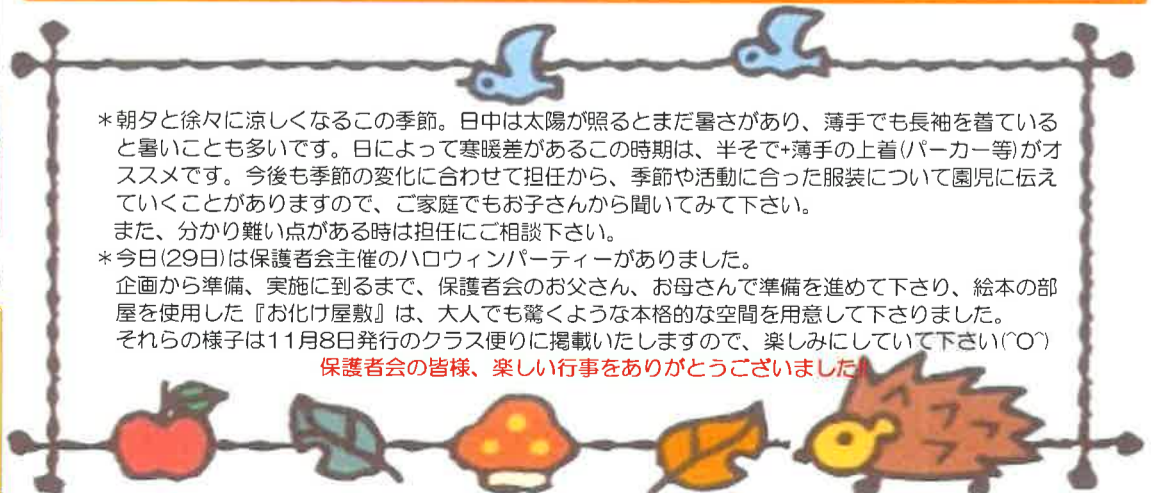 ＊朝夕と徐々に涼しくなるこの季節。日中は太陽が照るとまだ暑さがあり、薄手でも長袖を着ている
と暑いことも多いです。日によって寒暖差があるこの時期は、半そで+薄手の上着(パーカー等)がオ
ススメです。今後も季節の変化に合わせて担任から、季節や活動に合った服装について園児に伝え
ていくことがありますので、ご家庭でもお子さんから聞いてみて下さい。
また、分かり難い点がある時は担任にご相談下さい。
＊今日(29日)は保護者会主催のハロウィンパーティーがありました。
企画から準備、実施に到るまで、保護者会のお父さん、お母さんで準備を進めて下さり、絵本の部
屋を使用した『お化け屋敷』は、大人でも驚くような本格的な空間を用意して下さりました。
それらの様子は11月8日発行のクラス便りに掲載いたしますので、楽しみにしていて下さい(^O^)
保護者会の皆様、楽しい行事をありがとうございました!